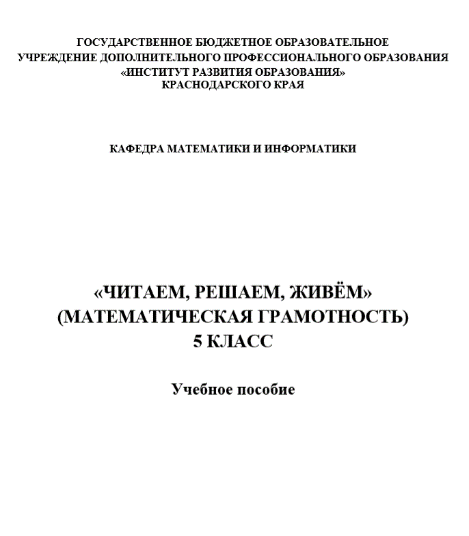 ГОСУДАРСТВЕННОЕ БЮДЖЕТНОЕ ОБРАЗОВАТЕЛЬНОЕ
УЧРЕЖДЕНИЕ ДОПОЛНИТЕЛЬНОГО ПРОФЕССИОНАЛЬНОГО ОБРАЗОВАНИЯ
«ИНСТИТУТ РАЗВИТИЯ ОБРАЗОВАНИЯ»
КРАСНОДАРСКОГО КРАЯ
КАФЕДРА МАТЕМАТИКИ И ИНФОРМАТИКИ
«ЧИТАЕМ, РЕШАЕМ, ЖИВЁМ»
(МАТЕМАТИЧЕСКАЯ ГРАМОТНОСТЬ)
5 КЛАСС
Учебное пособие